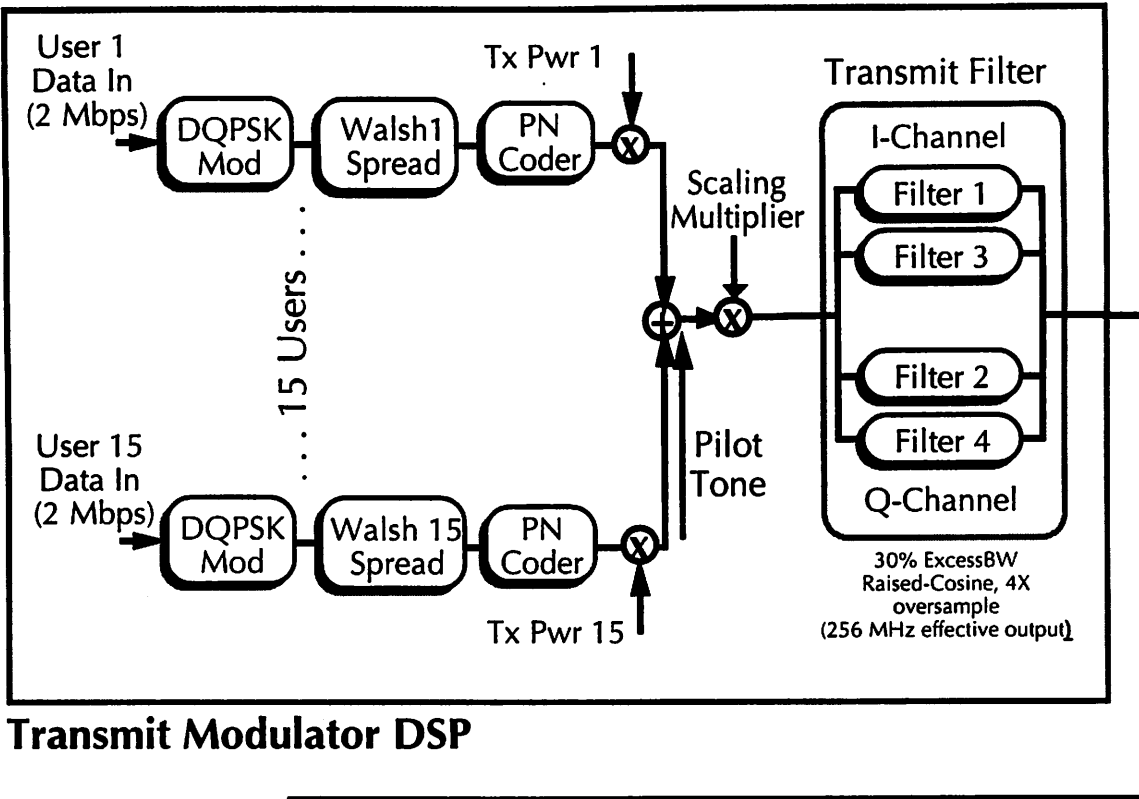 User 1
Data In
(2 Mbps)
DQPSK
Mod
Walsh1
Spread
PN
Coder
Tx Pwr 1
X
Scaling
Multiplier
Transmit Filter
I-Channel
Filter 1
Filter 3
+
X
15 Users
Filter 2
Filter 4
Q-Channel
Pilot
Tone
User 15
Data In
(2 Mbps)
DQPSK
Mod
Walsh 15
Spread
PN
Coder
X
Tx Pwr 15
30% ExcessBW
Raised-Cosine, 4X
oversample
(256 MHz effective output)
Transmit Modulator DSP